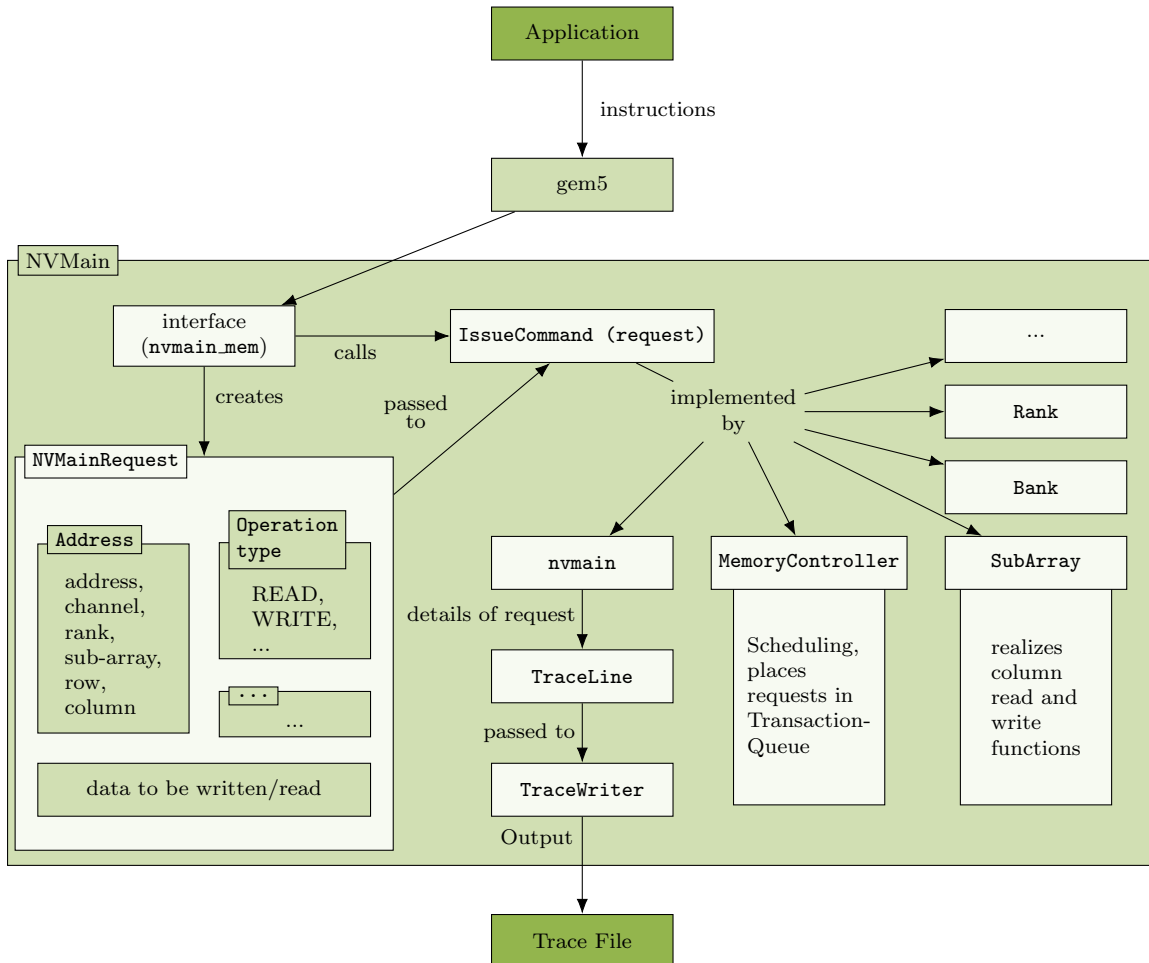 Application
instructions
gem5
NVMain
interface
(nvmain_mem)
calls
IssueCommand (request)
...
creates
passed
to
implemented
by
Rank
Bank
NVMainRequest
Address
address,
channel,
rank,
sub-array,
row,
column
Operation
type
READ,
WRITE,
...
...
...
data to be written/read
nvmain
details of request
TraceLine
passed to
TraceWriter
Output
MemoryController
Scheduling,
places
requests in
Transaction-
Queue
SubArray
realizes
column
read and
write
functions
Trace File